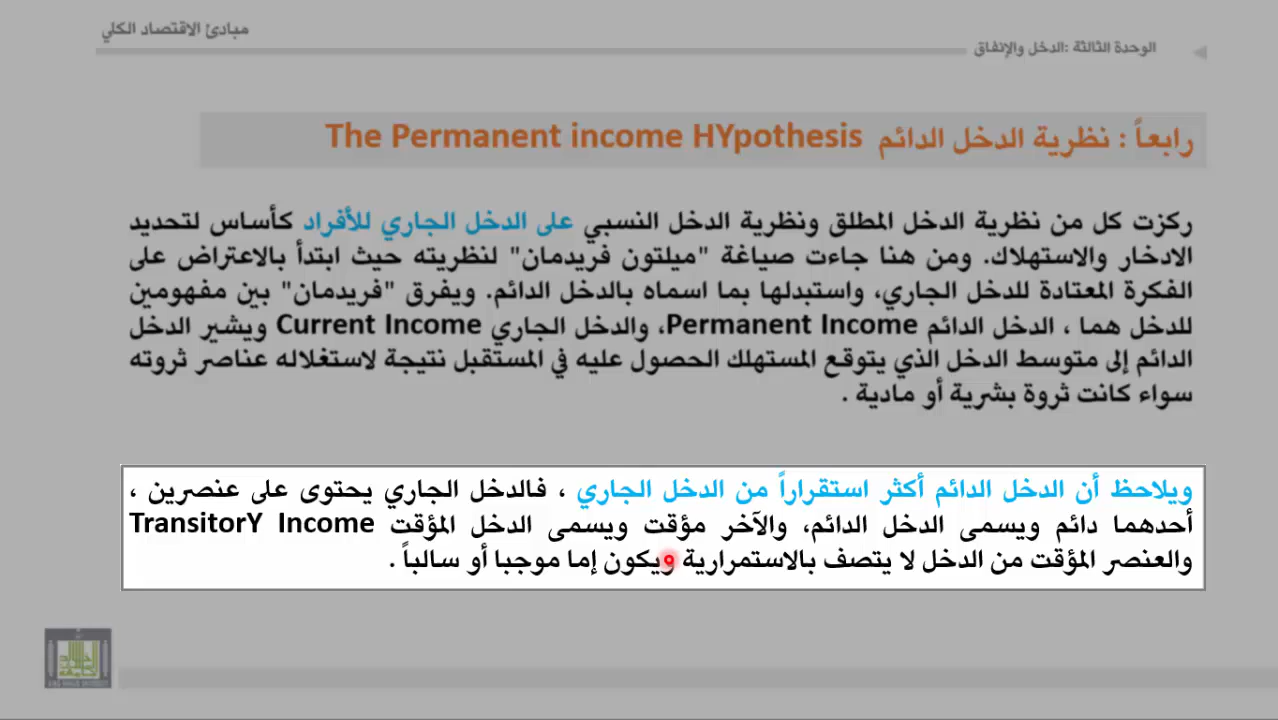 مبادئ الاقتصاد الكلي
الوحدة الثالثة :الدخل والإنفاق
رابعاً : نظرية الدخل الدائم The Permanent income HYpothesis
ركزت كل من نظرية الدخل المطلق ونظرية الدخل النسبي على الدخل الجاري للأفراد كأساس لتحديد
الادخار والاستهلاك. ومن هنا جاءت صياغة "ميلتون فريدمان" لنظريته حيث ابتدأ بالاعتراض على
الفكرة المعتادة للدخل الجاري، واستبدلها بما اسماه بالدخل الدائم. ويفرق "فريدمان" بين مفهومين
للدخل هما ، الدخل الدائم Permanent Income، والدخل الجاري Current Income ويشير الدخل
الدائم إلى متوسط الدخل الذي يتوقع المستهلك الحصول عليه في المستقبل نتيجة لاستغلاله عناصر ثروته
سواء كانت ثروة بشرية أو مادية .
ويلاحظ أن الدخل الدائم أكثر استقراراً من الدخل الجاري ، فالدخل الجاري يحتوى على عنصرين ،
أحدهما دائم ويسمى الدخل الدائم، والآخر مؤقت ويسمى الدخل المؤقت TransitorY Income
والعنصر المؤقت من الدخل لا يتصف بالاستمرارية ويكون إما موجبا أو سالباً .